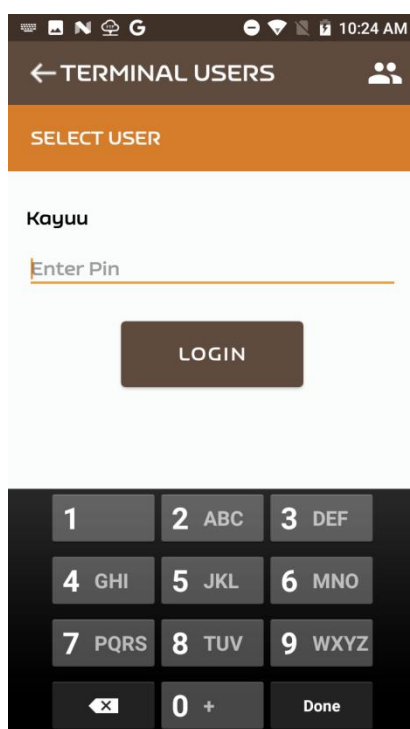 N G 10:24 AM
TERMINAL USERS
SELECT USER
Kayuu
Enter Pin
LOGIN
1 2 ABC 3 DEF
4 GHI 5 JKL 6 MNO
7 PQRS 8 TUV 9 WXYZ
0 + Done